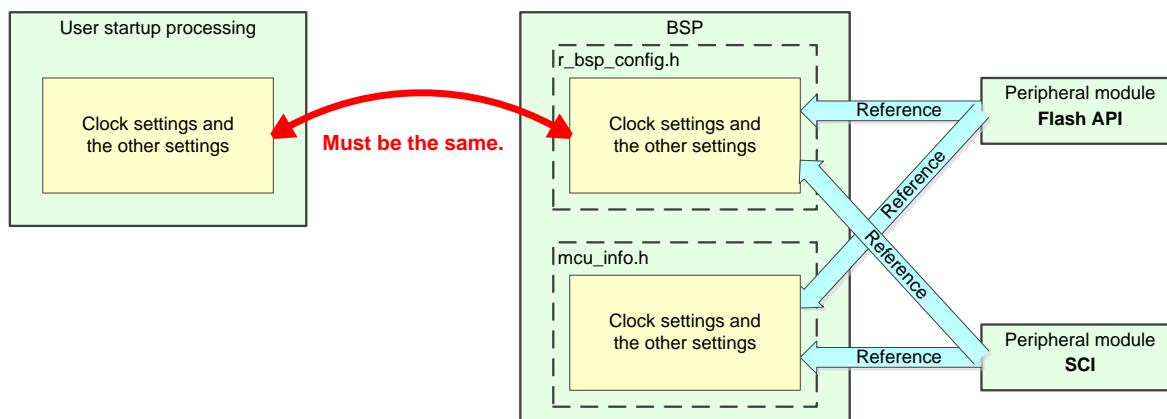 User startup processing
Clock settings and
the other settings
Must be the same.
BSP
r_bsp_config.h
Clock settings and
the other settings
mcu_info.h
Clock settings and
the other settings
Reference
Reference
Reference
Reference
Peripheral module
Flash API
Peripheral module
SCI